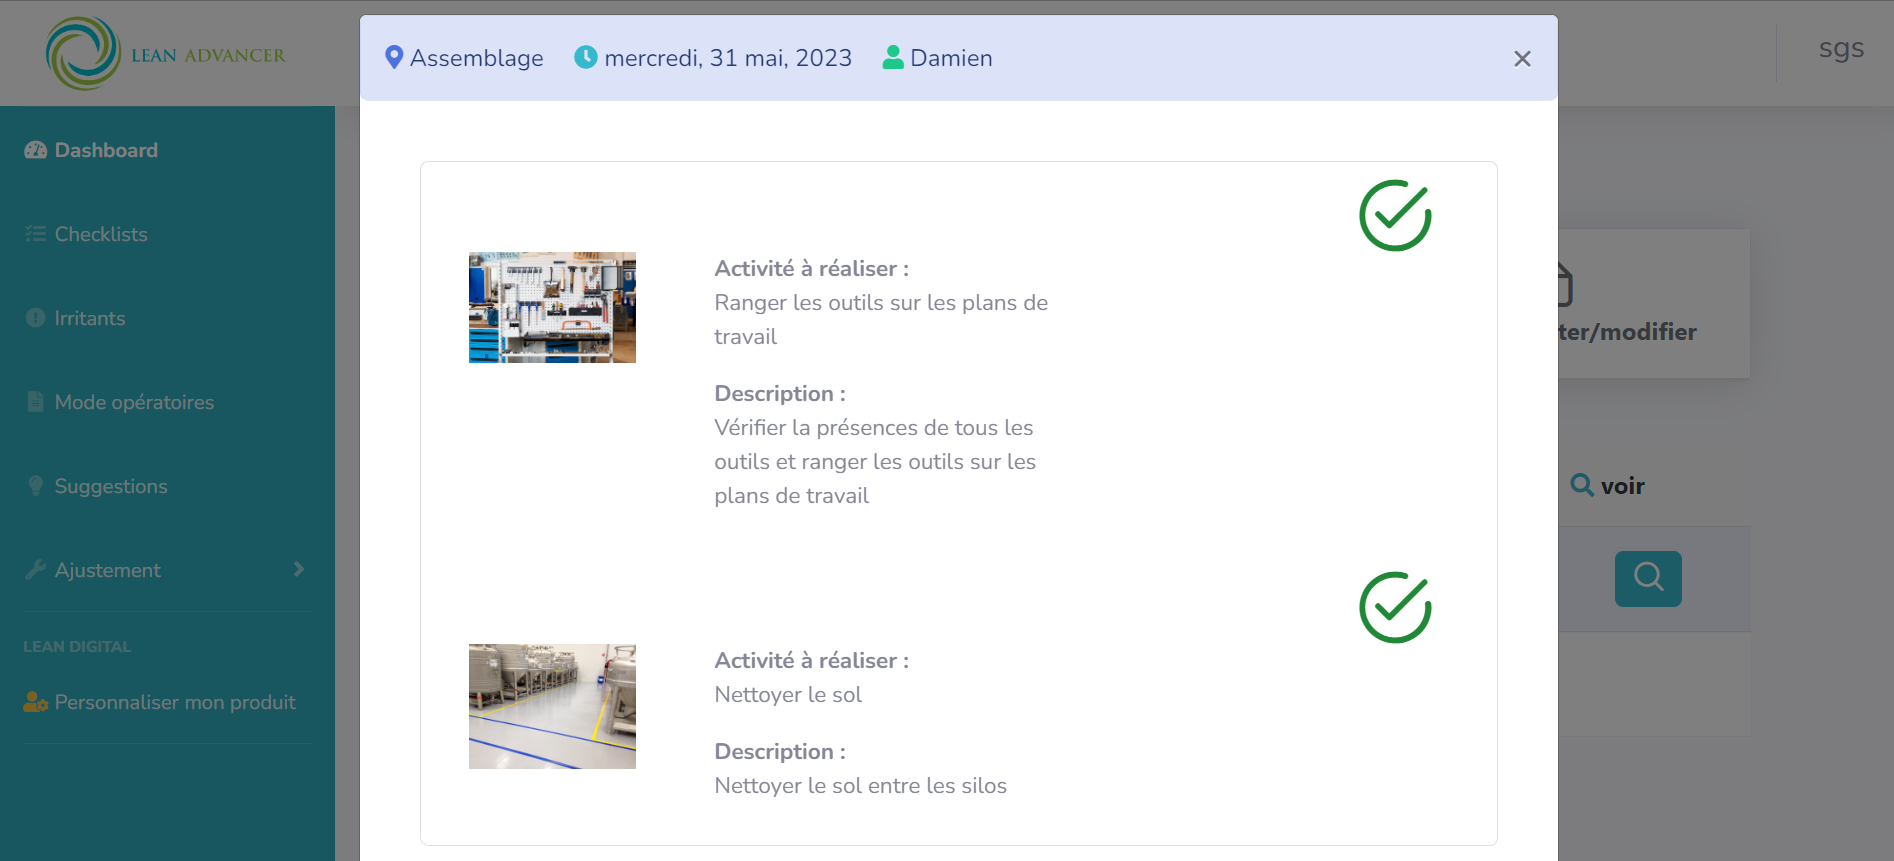 LEAN ADVANCER
Assemblage mercredi, 31 mai, 2023 Damien
sgs
Dashboard
Checklists
Irritants
Mode opératoires
Suggestions
Ajustement
LEAN DIGITAL
Personnaliser mon produit
Activité à réaliser :
Ranger les outils sur les plans de
travail
Description :
Vérifier la présences de tous les
outils et ranger les outils sur les
plans de travail
Activité à réaliser :
Nettoyer le sol
Description :
Nettoyer le sol entre les silos
ter/modifier
voir